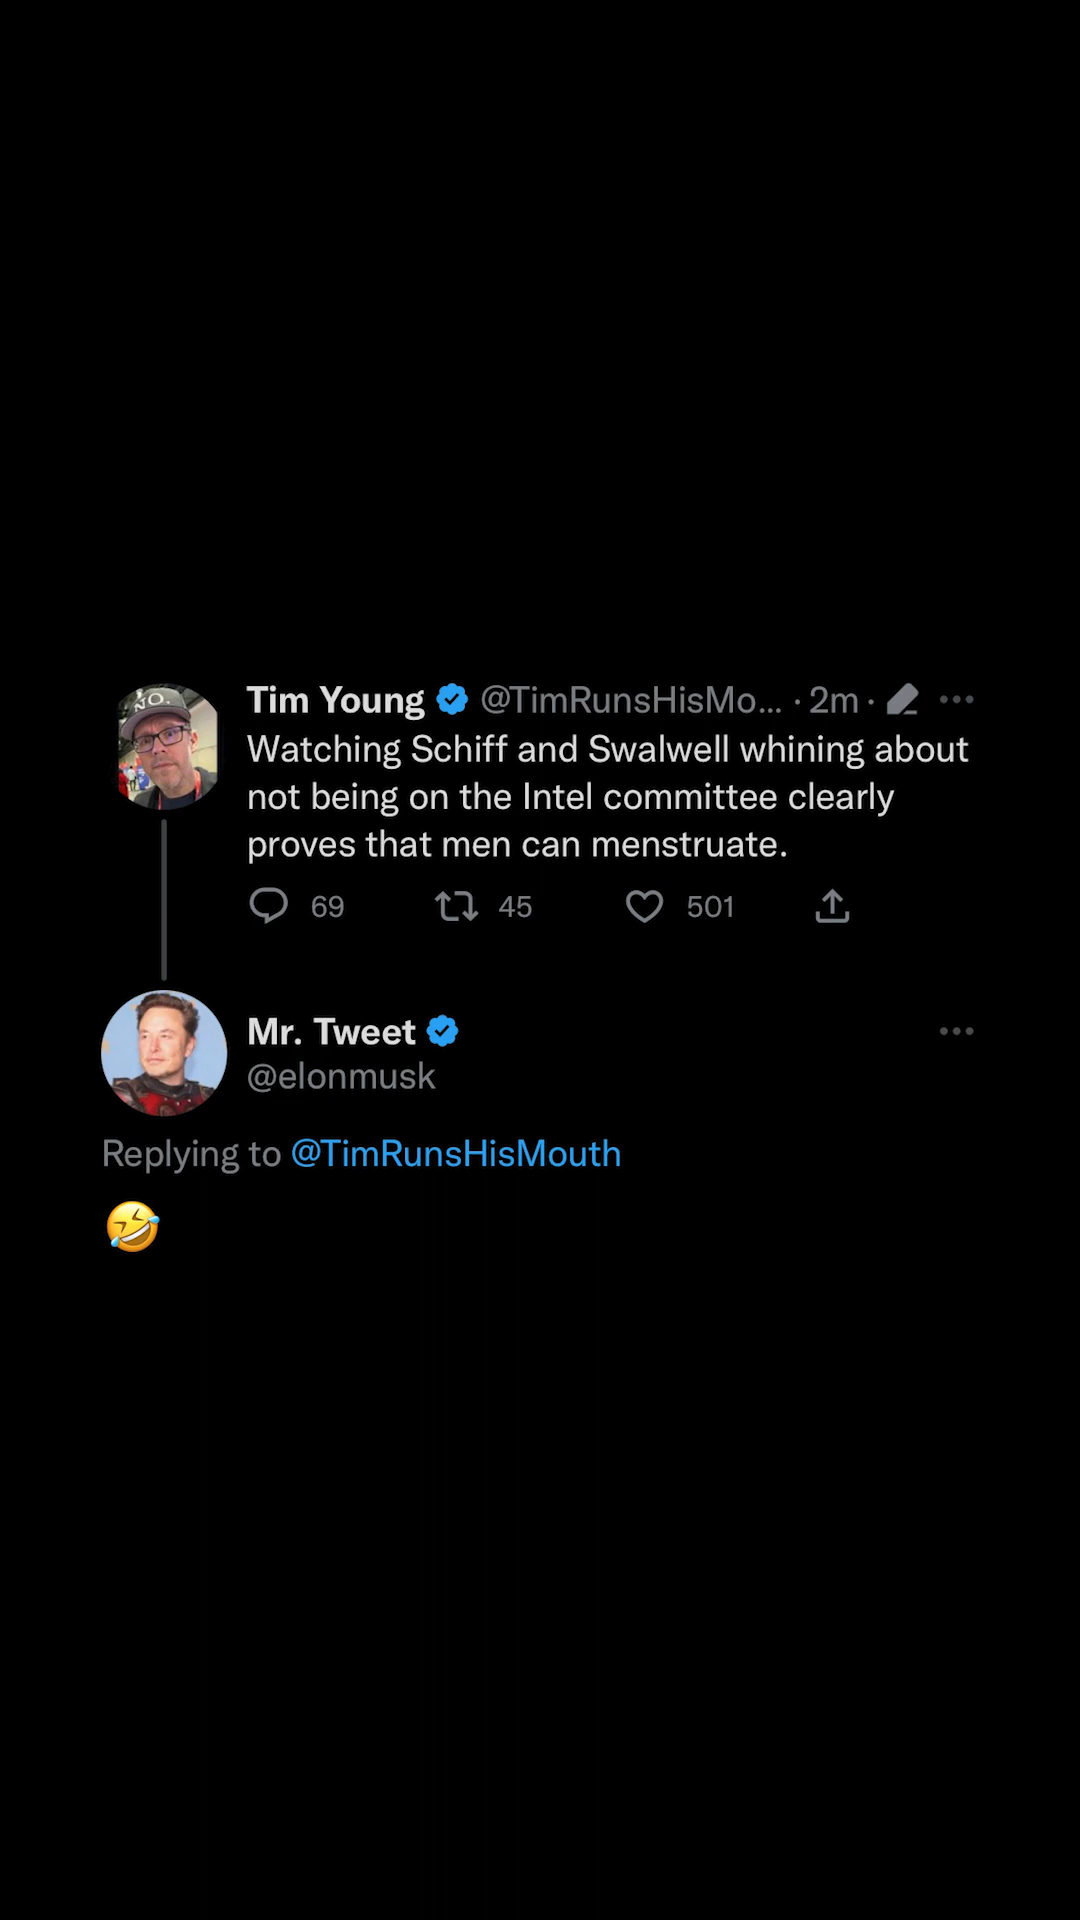 NO.
Tim Young @TimRunsHisMo... · 2m ·
Watching Schiff and Swalwell whining about
not being on the Intel committee clearly
proves that men can menstruate.
69 45 501
Mr. Tweet
@elonmusk
Replying to @TimRunsHisMouth
🤣